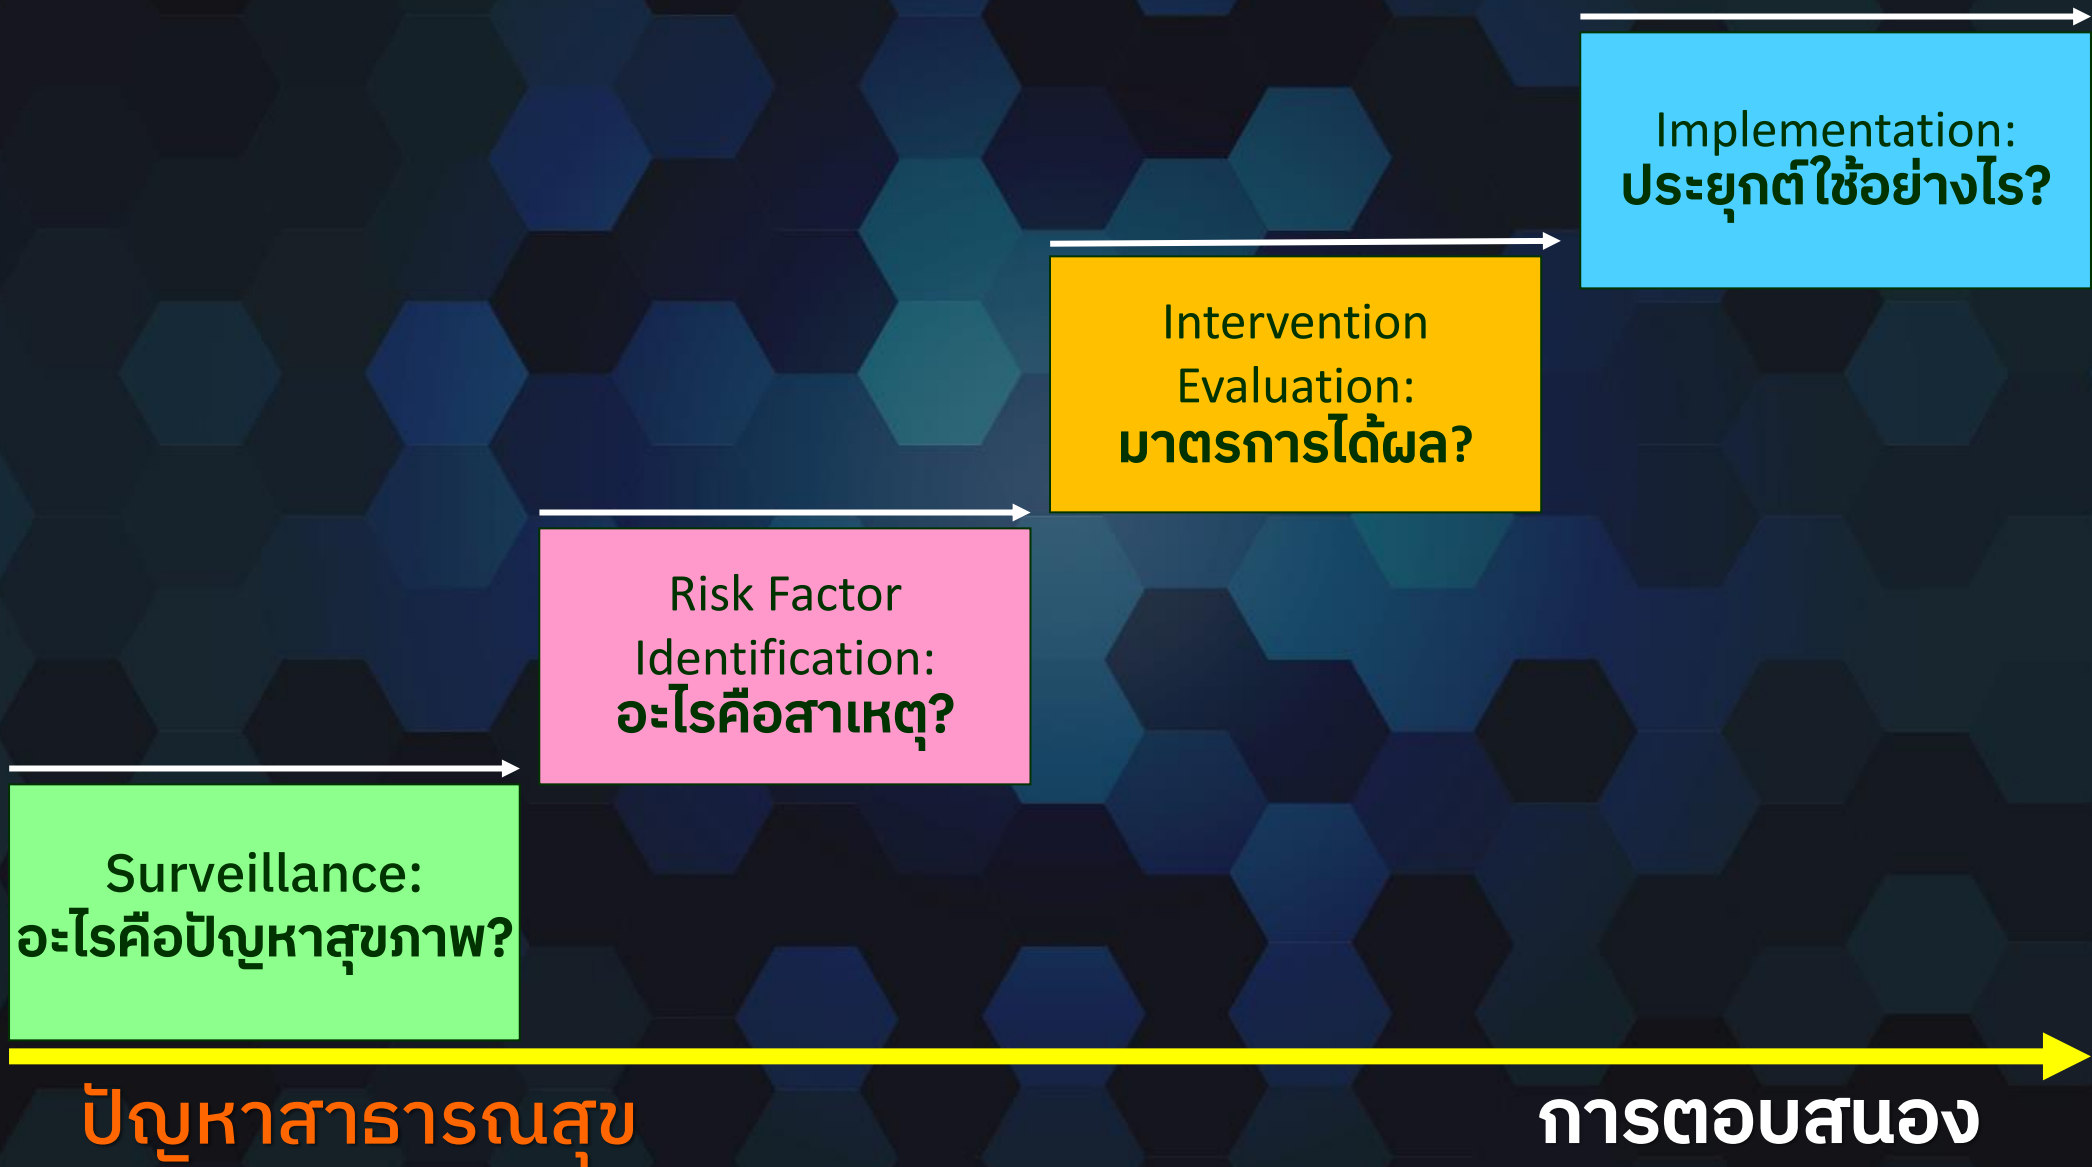 Implementation:
ประยุกต์ใช้อย่างไร?
Intervention
Evaluation:
มาตรการได้ผล?
Risk Factor
Identification:
อะไรคือสาเหตุ?
Surveillance:
อะไรคือปัญหาสุขภาพ?
ปัญหาสาธารณสุข
การตอบสนอง